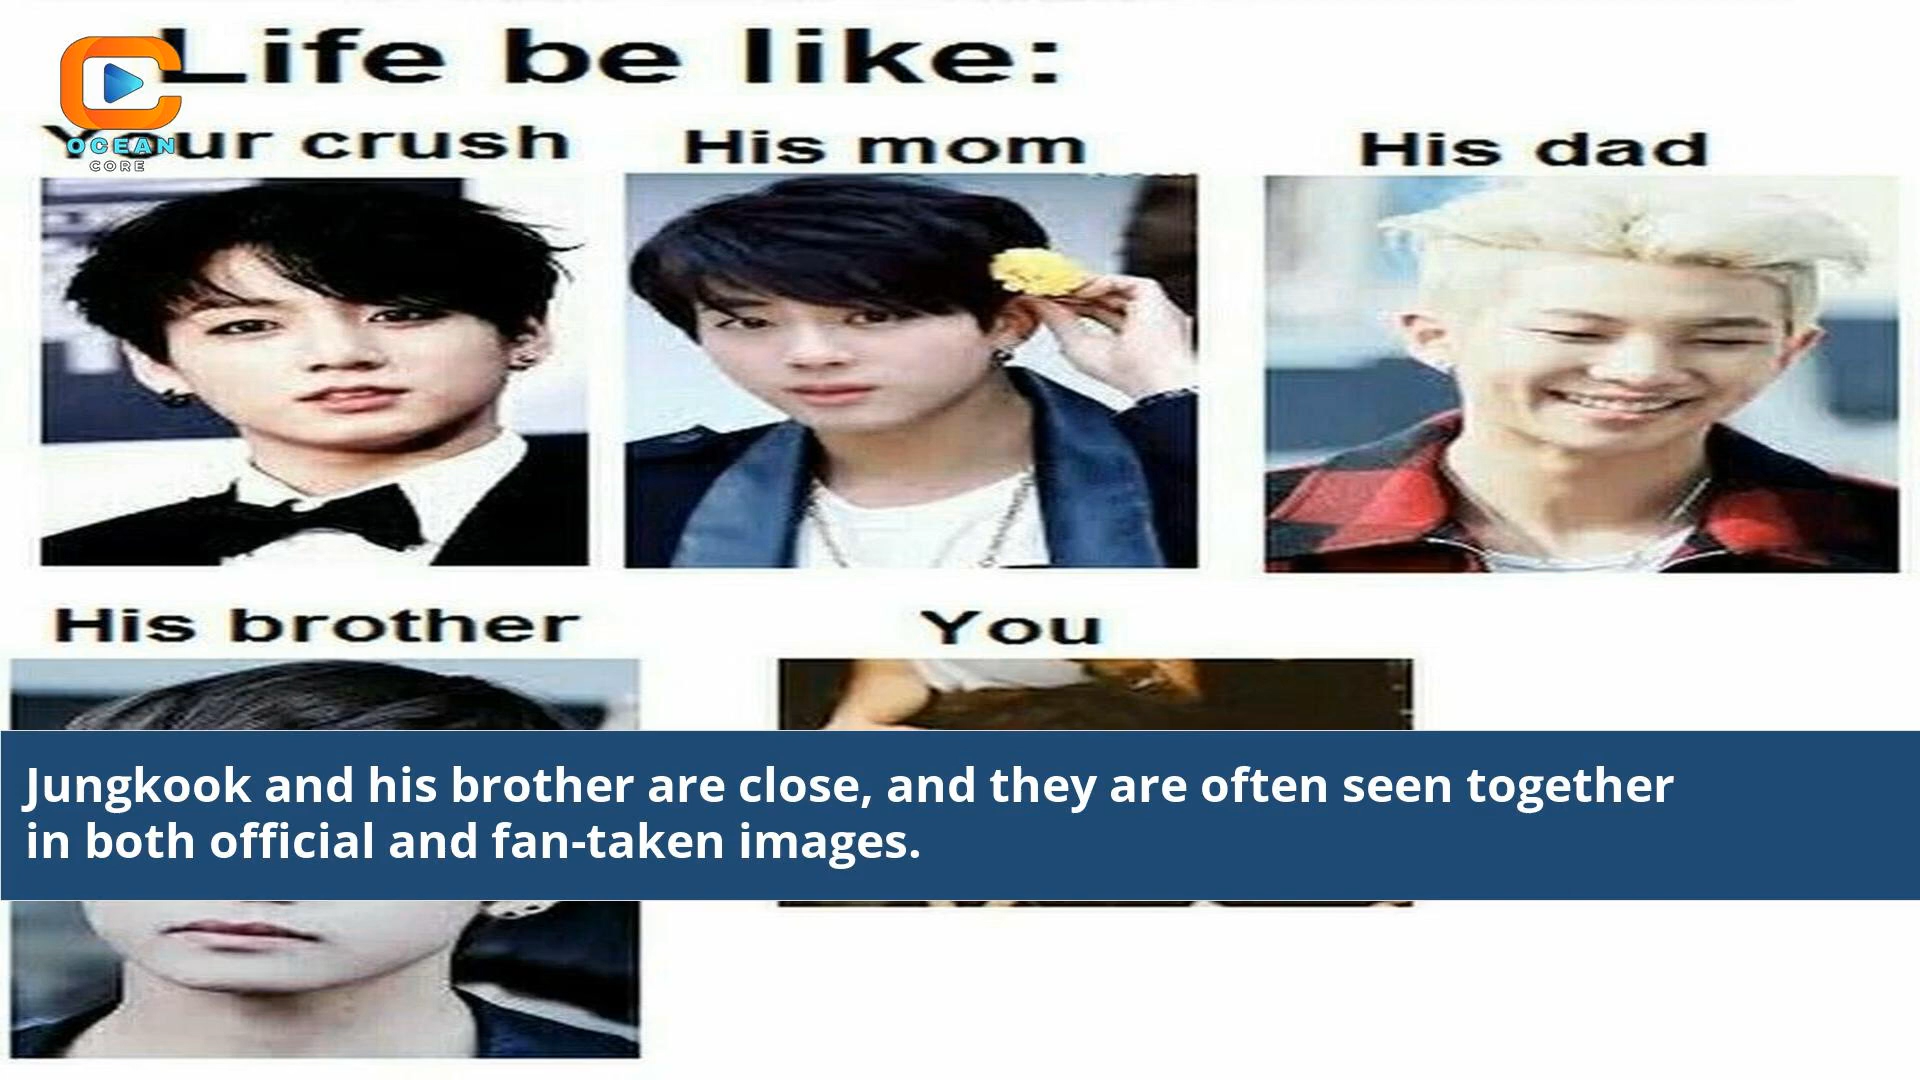 Life be like:
OCEAN
CORE
Your crush
His mom
His dad
His brother
You
Jungkook and his brother are close, and they are often seen together
in both official and fan-taken images.